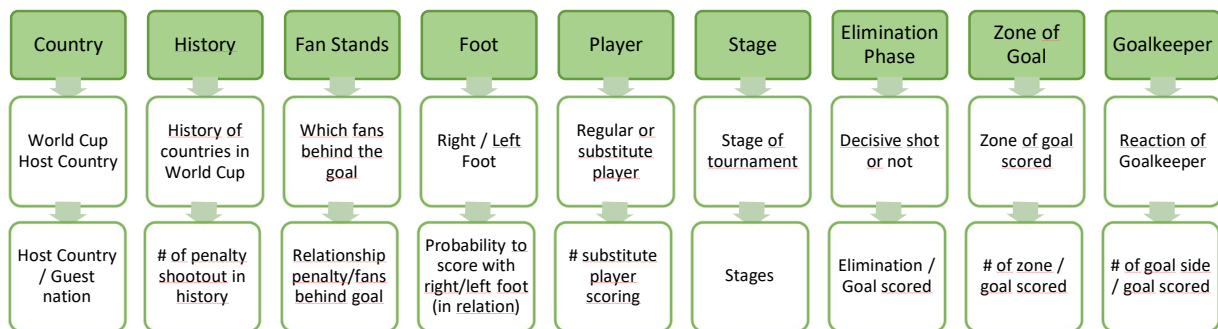 Country
History
Fan Stands
Foot
Player
Stage
Elimination
Phase
Zone of
Goal
Goalkeeper
World Cup
Host Country
History of
countries in
World Cup
Which fans
behind the
goal
Right / Left
Foot
Regular or
substitute
player
Stage of
tournament
Decisive shot
or not
Zone of goal
scored
Reaction of
Goalkeeper
Host Country
/ Guest
nation
# of penalty
shootout in
history
Relationship
penalty/fans
behind goal
Probability to
score with
right/left foot
(in relation)
# substitute
player
scoring
Stages
Elimination /
Goal scored
# of zone /
goal scored
# of goal side
/ goal scored